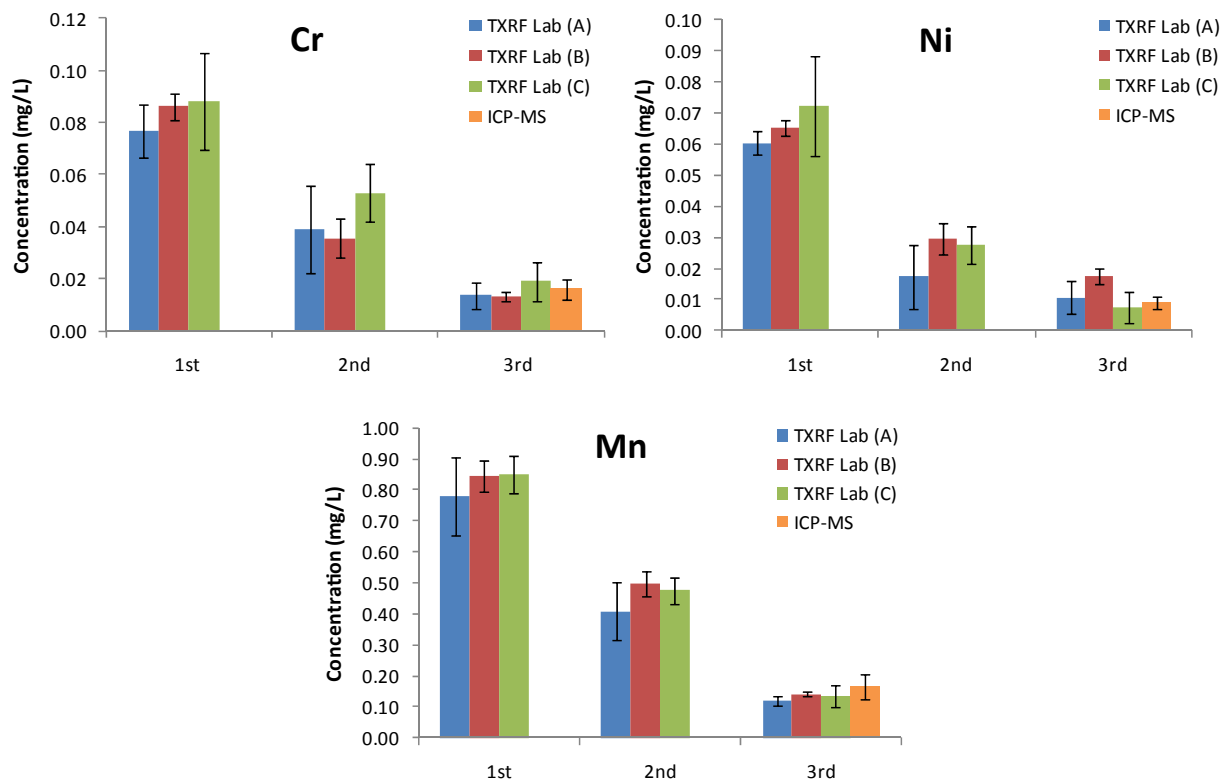 Cr
Concentration (mg/L)
0.12
0.10
0.08
0.06
0.04
0.02
0.00
1st
2nd
3rd
TXRF Lab (A)
TXRF Lab (B)
TXRF Lab (C)
ICP-MS
Ni
Concentration (mg/L)
0.10
0.09
0.08
0.07
0.06
0.05
0.04
0.03
0.02
0.01
0.00
1st
2nd
3rd
TXRF Lab (A)
TXRF Lab (B)
TXRF Lab (C)
ICP-MS
Mn
Concentration (mg/L)
1.00
0.90
0.80
0.70
0.60
0.50
0.40
0.30
0.20
0.10
0.00
1st
2nd
3rd
TXRF Lab (A)
TXRF Lab (B)
TXRF Lab (C)
ICP-MS